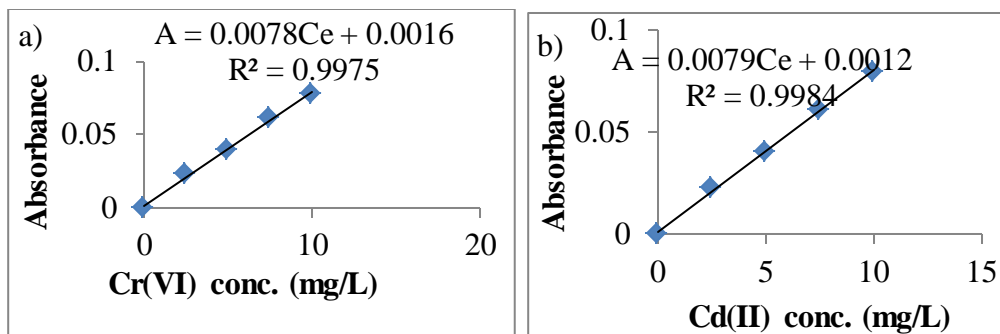 a)
A = 0.0078Ce + 0.0016
R² = 0.9975
0.1
0.05
0
0
10
20
Absorbance
Cr(VI) conc. (mg/L)
b)
A = 0.0079Ce + 0.0012
R² = 0.9984
0.1
0.05
0
0
5
10
15
Absorbance
Cd(II) conc. (mg/L)